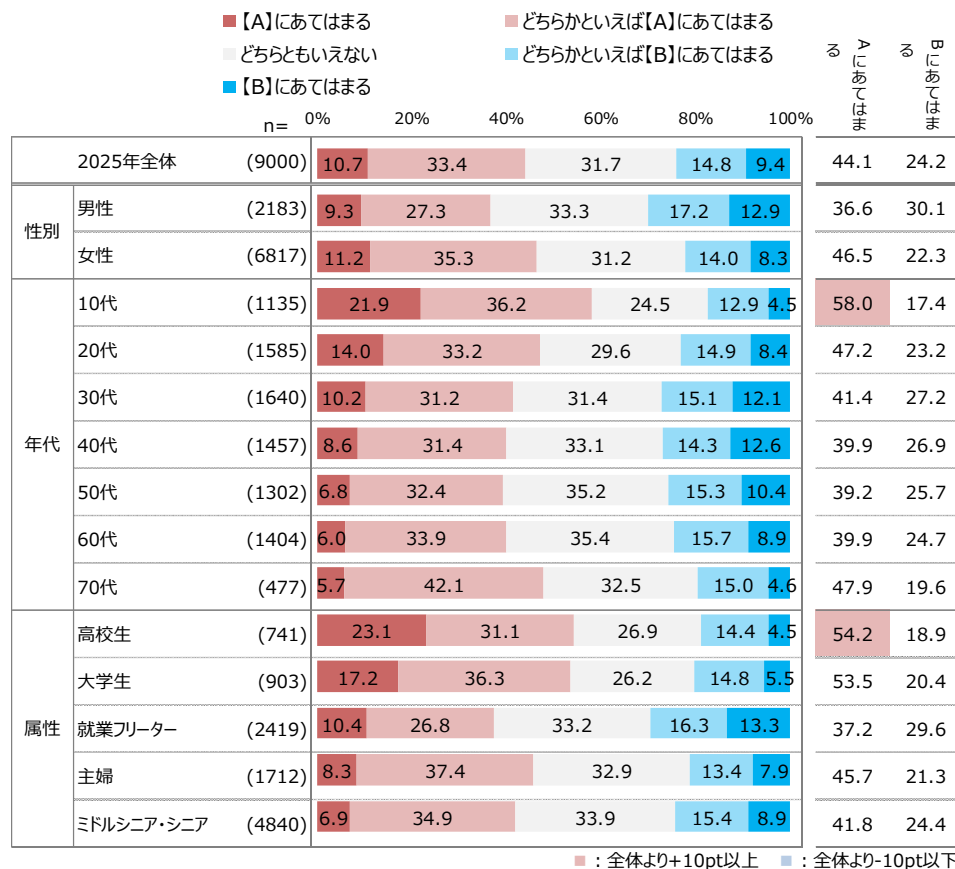 ■【A】にあてはまる ■どちらかといえば【A】にあてはまる
■どちらともいえない ■どちらかといえば【B】にあてはまる
■【B】にあてはまる
Aにあてはまる Bにあてはまる
n= 0% 20% 40% 60% 80% 100%
2025年全体 (9000) 10.7 33.4 31.7 14.8 9.4 44.1 24.2
性別
男性 (2183) 9.3 27.3 33.3 17.2 12.9 36.6 30.1
女性 (6817) 11.2 35.3 31.2 14.0 8.3 46.5 22.3
年代
10代 (1135) 21.9 36.2 24.5 12.9 4.5 58.0 17.4
20代 (1585) 14.0 33.2 29.6 14.9 8.4 47.2 23.2
30代 (1640) 10.2 31.2 31.4 15.1 12.1 41.4 27.2
40代 (1457) 8.6 31.4 33.1 14.3 12.6 39.9 26.9
50代 (1302) 6.8 32.4 35.2 15.3 10.4 39.2 25.7
60代 (1404) 6.0 33.9 35.4 15.7 8.9 39.9 24.7
70代 (477) 5.7 42.1 32.5 15.0 4.6 47.9 19.6
属性
高校生 (741) 23.1 31.1 26.9 14.4 4.5 54.2 18.9
大学生 (903) 17.2 36.3 26.2 14.8 5.5 53.5 20.4
就業フリーター (2419) 10.4 26.8 33.2 16.3 13.3 37.2 29.6
主婦 (1712) 8.3 37.4 32.9 13.4 7.9 45.7 21.3
ミドルシニア・シニア (4840) 6.9 34.9 33.9 15.4 8.9 41.8 24.4
■：全体より+10pt以上 ■：全体より-10pt以下